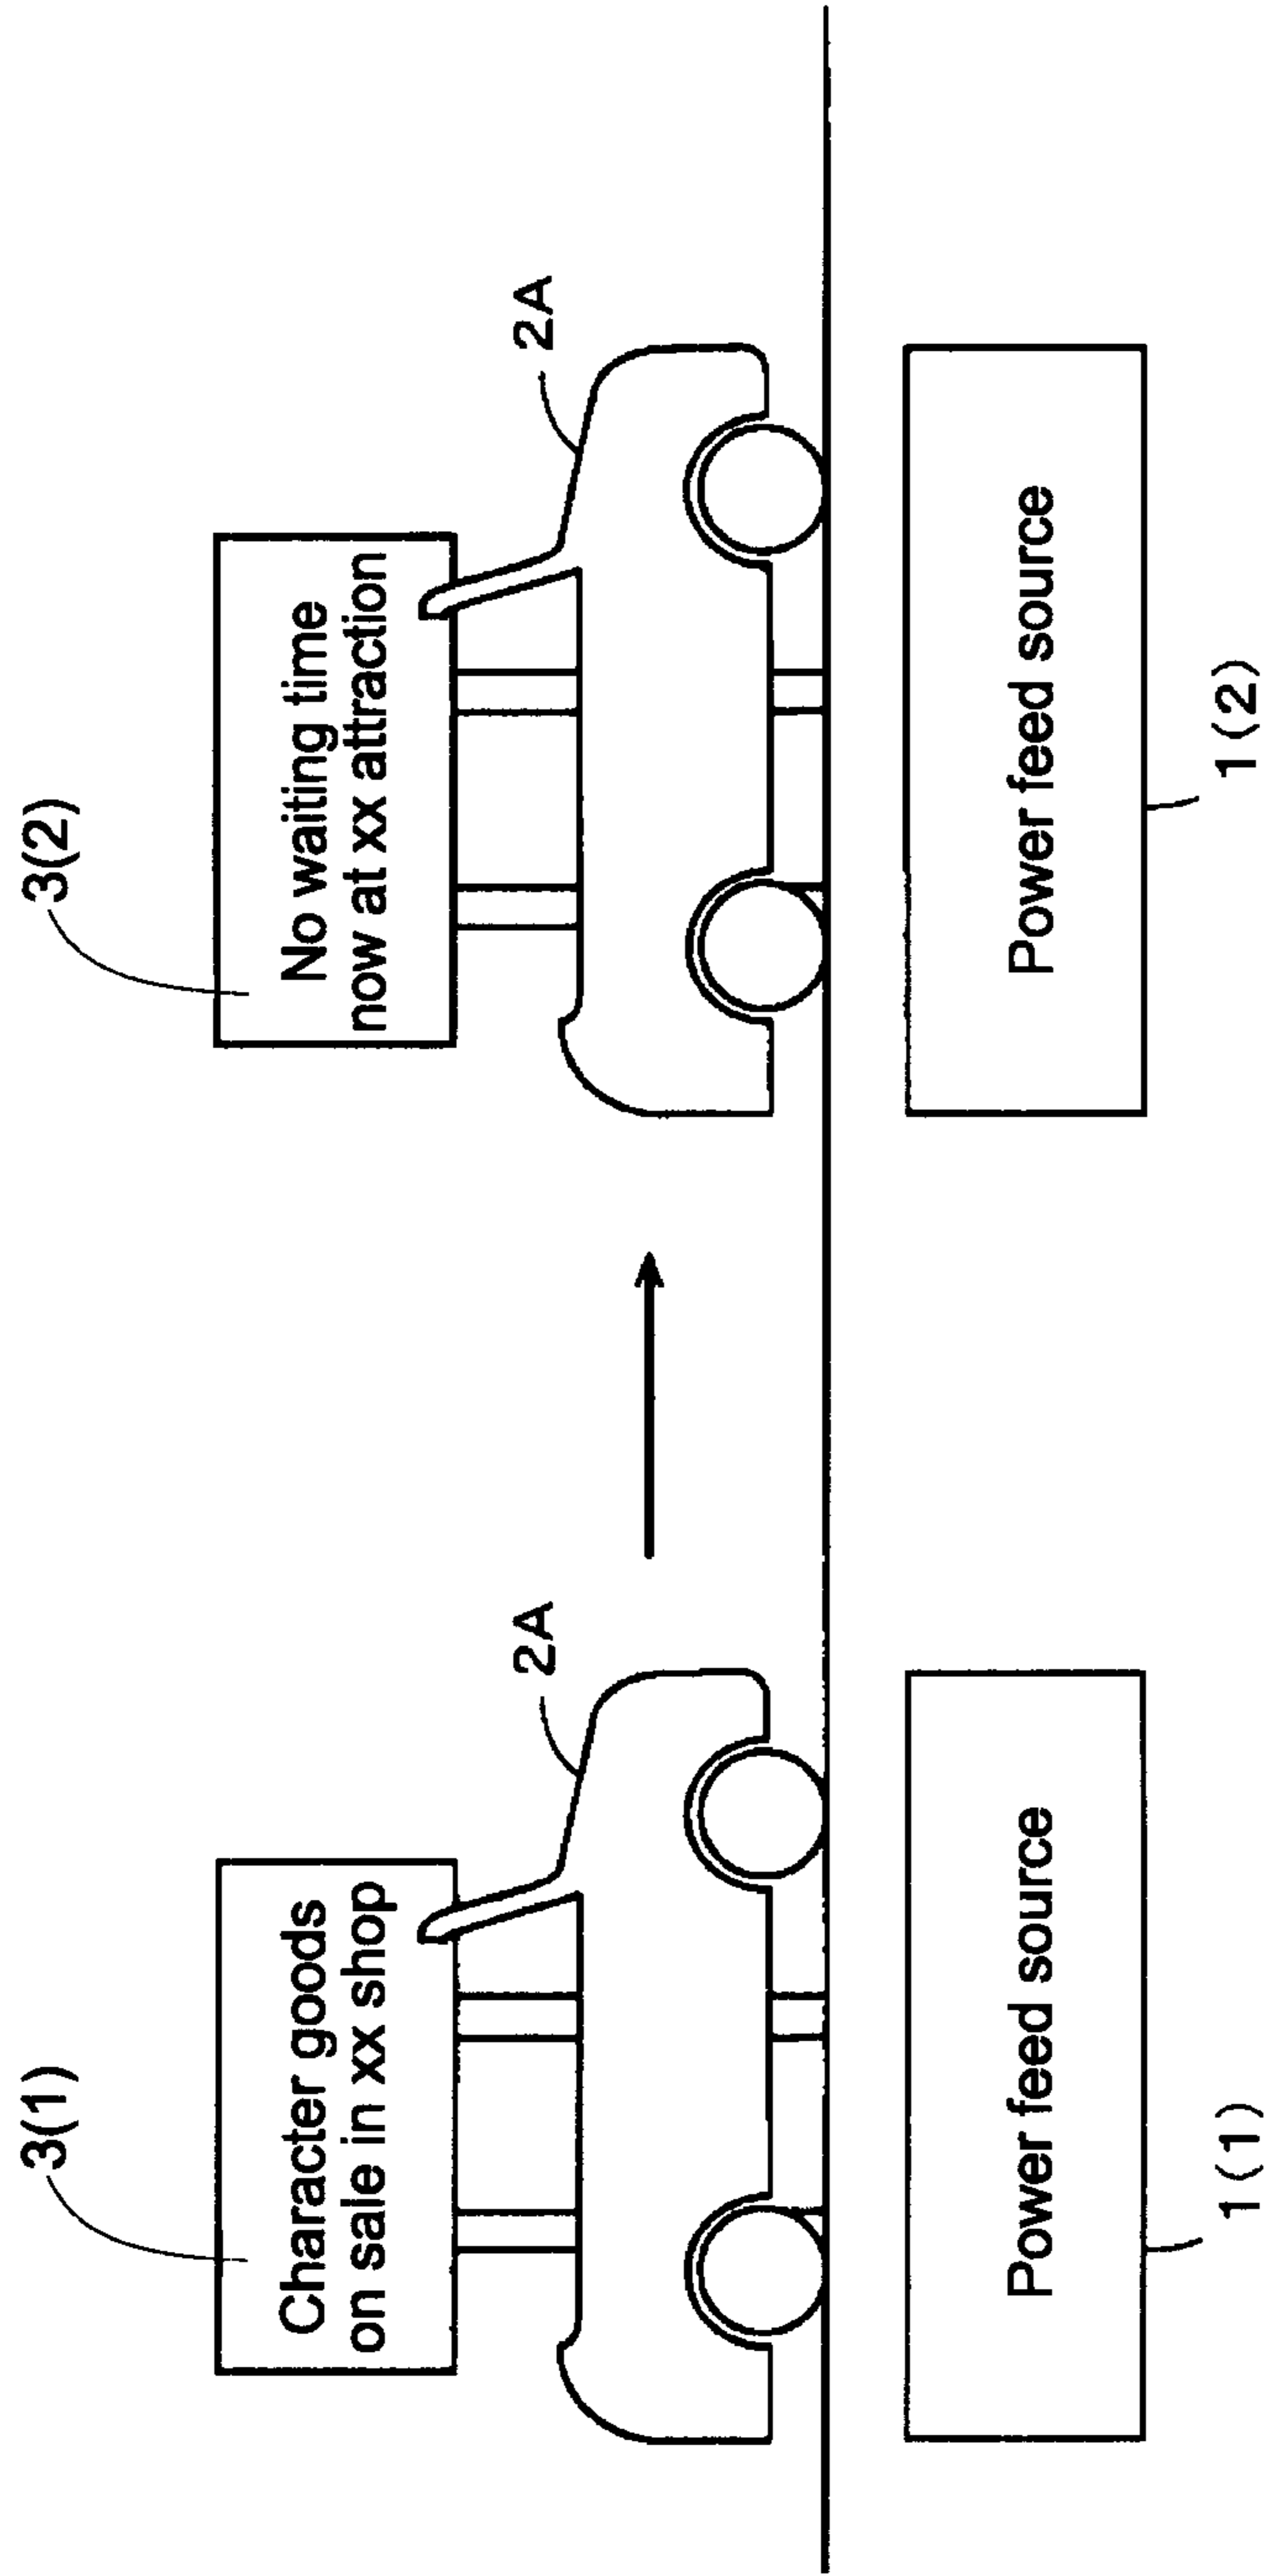 3(1)
3(2)
Character goods
on sale in xx shop
No waiting time
now at xx attraction
2A
2A
Power feed source
Power feed source
1(1)
1(2)